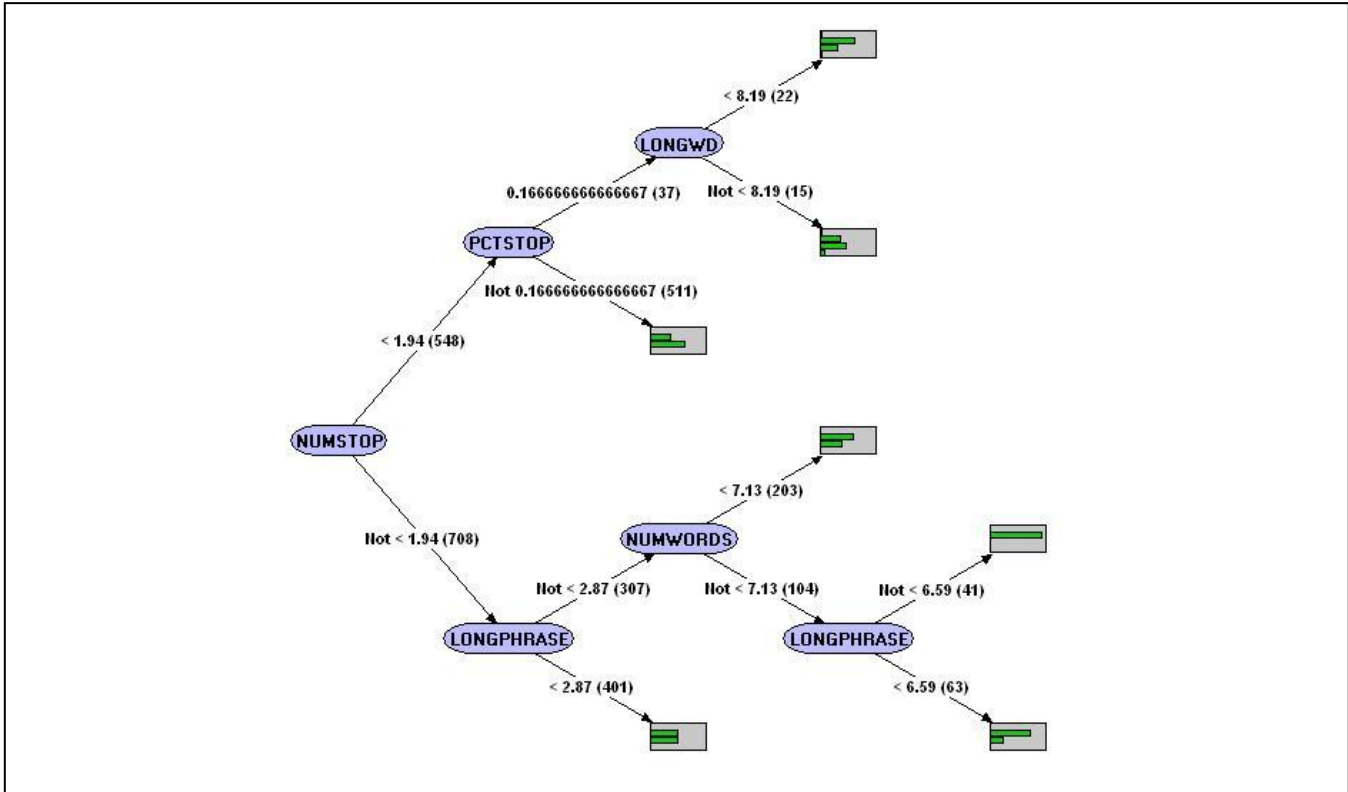 < 8.19 (22)
LONGWD
0.166666666666667 (37)
Not < 8.19 (15)
PCTSTOP
Not 0.166666666666667 (511)
< 1.94 (548)
NUMSTOP
< 7.13 (203)
Not < 1.94 (708)
NUMWORDS
Not < 2.87 (307)
Not < 7.13 (104)
Not < 6.59 (41)
LONGPHRASE
LONGPHRASE
< 2.87 (401)
< 6.59 (63)